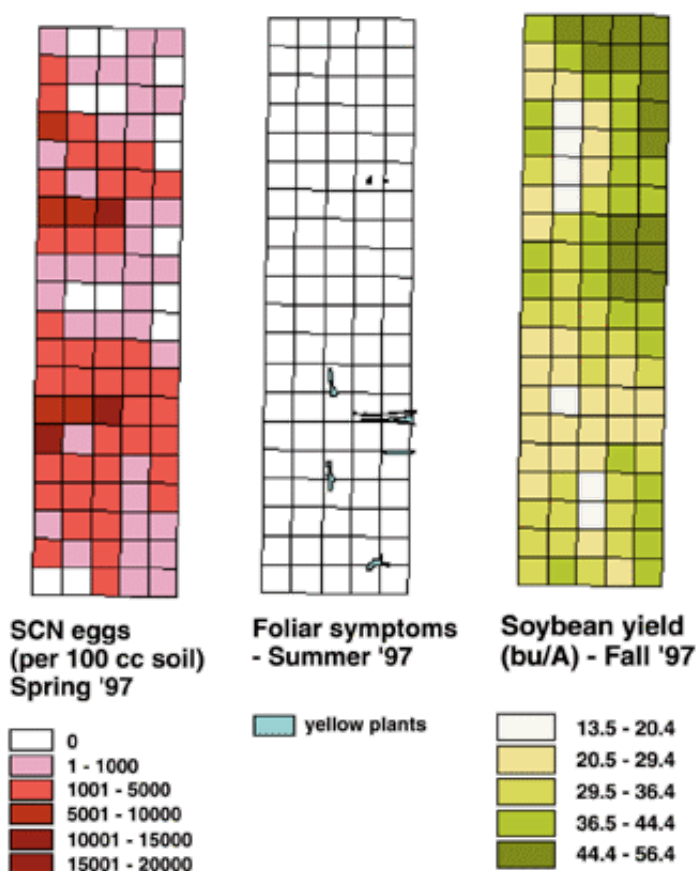 SCN eggs
(per 100 cc soil)
Spring '97
0
1 - 1000
1001 - 5000
5001 - 10000
10001 - 15000
15001 - 20000
Foliar symptoms
- Summer '97
yellow plants
Soybean yield
(bu/A) - Fall '97
13.5 - 20.4
20.5 - 29.4
29.5 - 36.4
36.5 - 44.4
44.4 - 56.4